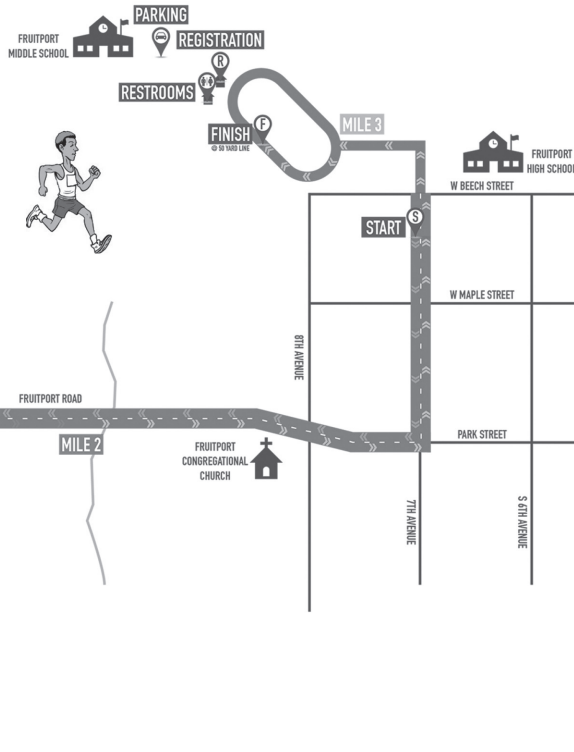 PARKING
FRUITPORT
MIDDLE SCHOOL
REGISTRATION
R
RESTROOMS
FINISH
@ 50 YARD LINE
F
MILE 3
FRUITPORT
HIGH SCHOOL
W BEECH STREET
START
S
W MAPLE STREET
8TH AVENUE
FRUITPORT ROAD
MILE 2
FRUITPORT
CONGREGATIONAL
CHURCH
PARK STREET
7TH AVENUE
S 6TH AVENUE